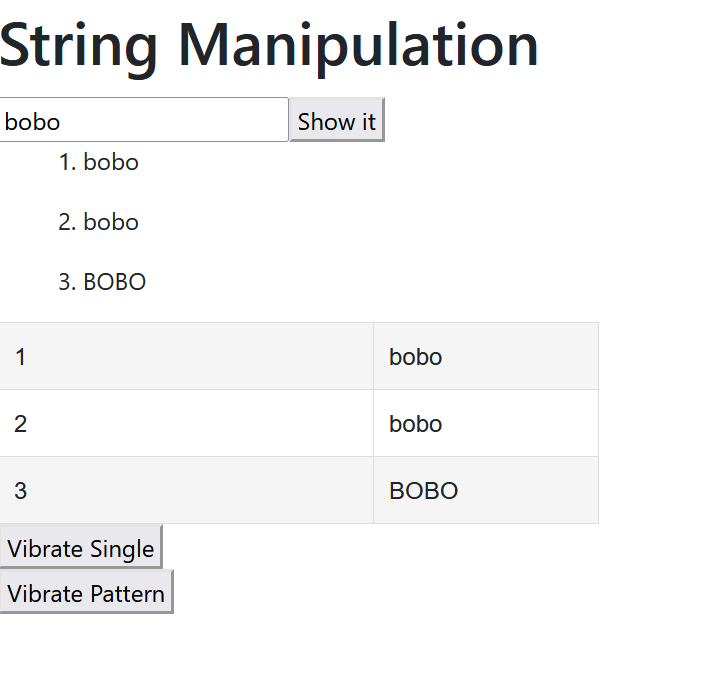 String Manipulation
bobo Show it
1. bobo
2. bobo
3. BOBO
1 bobo
2 bobo
3 BOBO
Vibrate Single
Vibrate Pattern